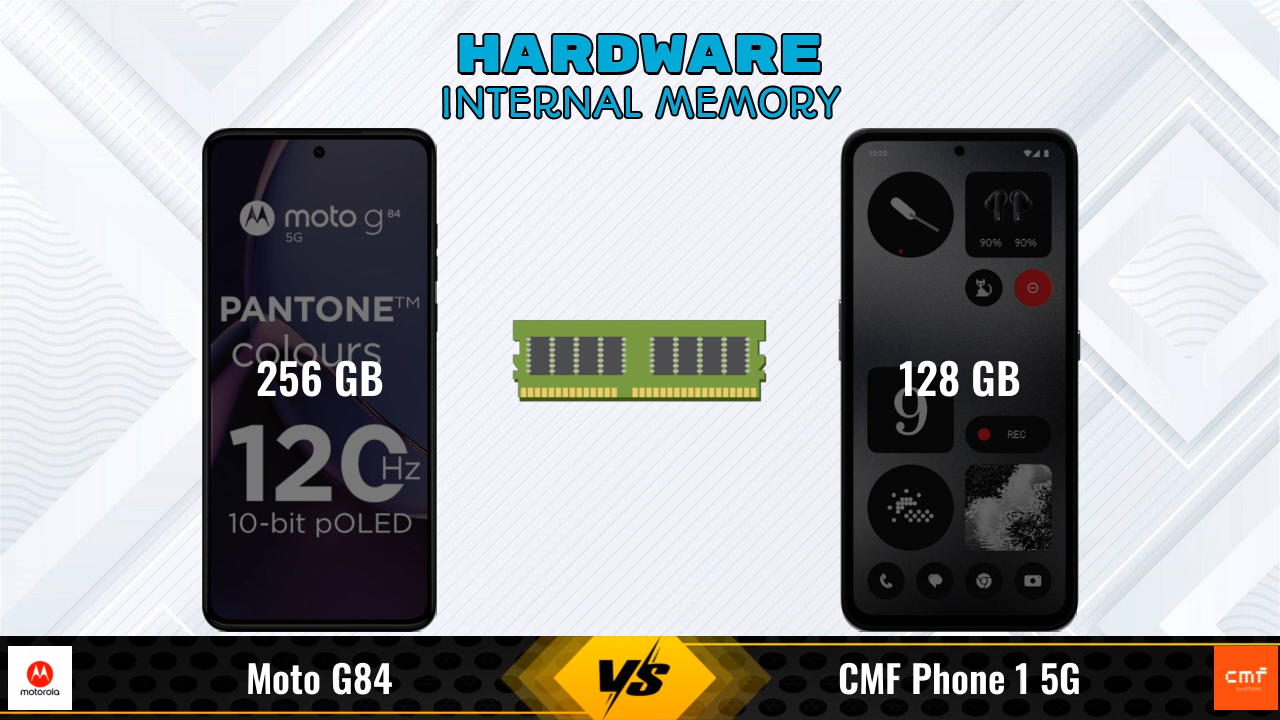 HARDWARE
INTERNAL MEMORY
moto g84
5G
PANTONE™
colours
256 GB
120Hz
10-bit pOLED
10:20
90% 90%
128 GB
9
REC
motorola
Moto G84
VS
CMF Phone 1 5G
cmf